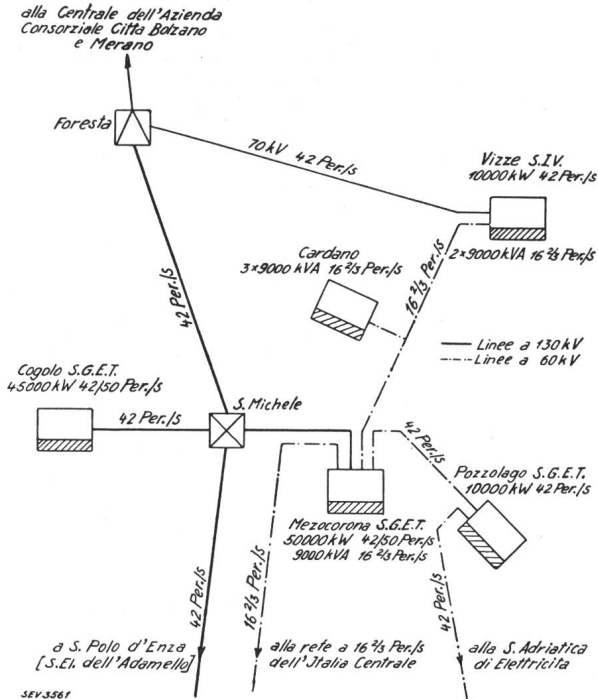 alla Centrale dell'Azienda
Consorziale Citta Bolzano
e Merano
Foresta
70 kV 42 Per./s
Vizze S.IV.
10000 kW 42 Per./s
2×9000 kVA 16 2/3 Per./s
Cardano
3×9000 kVA 16 2/3 Per./s
16 2/3 Per./s
42 Per./s
Linee a 130 kV
Linee a 60 kV
Cogolo S.G.E.T.
45000 kW 42/50 Per./s
42 Per./s
S. Michele
42 Per./s
Pozzolago S.G.E.T.
10000 kW 42 Per./s
Mezocorona S.G.E.T.
50000 kW 42/50 Per./s
9000 kVA 16 2/3 Per./s
42 Per./s
16 2/3 Per./s
42 Per./s
a S. Polo d'Enza
[S.El. dell'Adamello]
alla rete a 16 2/3 Per./s
dell'Italia Centrale
alla S. Adriatica
di Elettricita
SEV3561